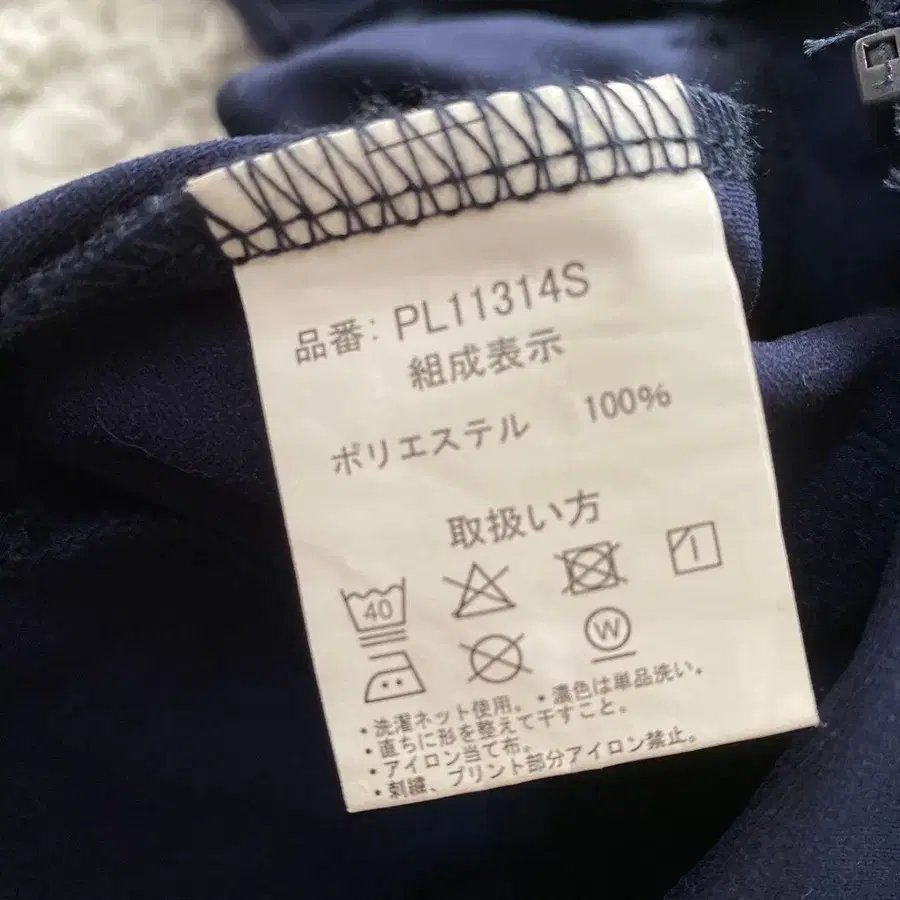 品番: PL11314S
組成表示
ポリエステル 100%
取扱い方
40
W
・洗濯ネット使用。・濃色は単品洗い。
・直ちに形を整えて干すこと。
・アイロン当て布。
・刺繍、プリント部分アイロン禁止。